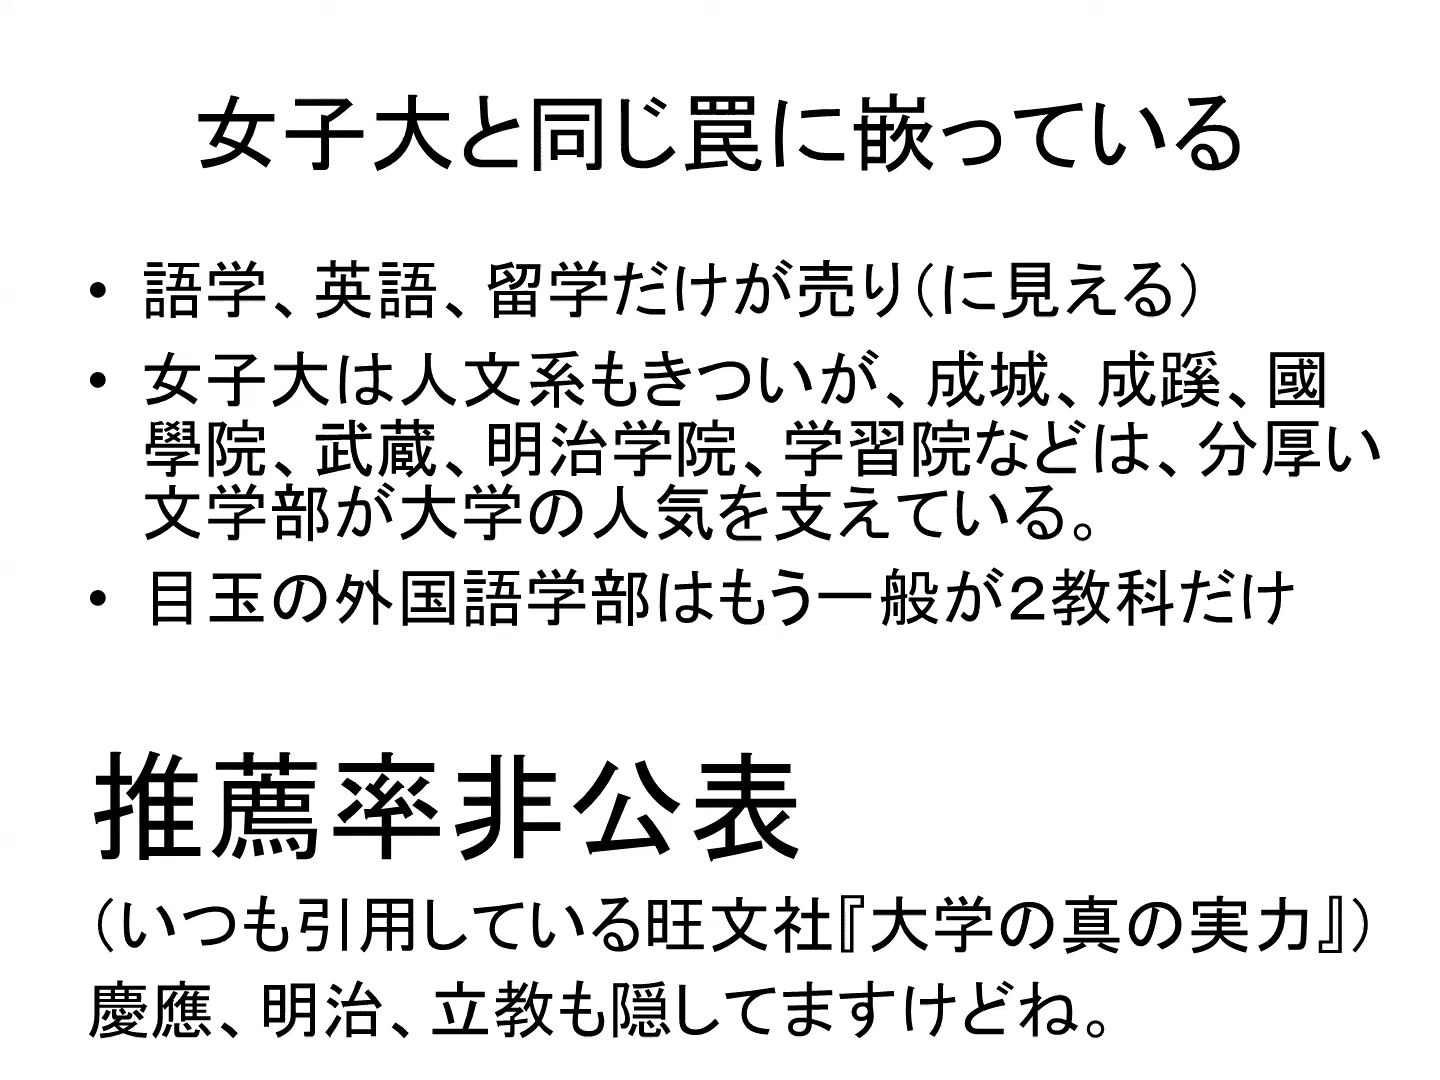 女子大と同じ罠に嵌っている
• 語学、英語、留学だけが売り（に見える）
• 女子大は人文系もきついが、成城、成蹊、國
學院、武蔵、明治学院、学習院などは、分厚い
文学部が大学の人気を支えている。
• 目玉の外国語学部はもう一般が２教科だけ
推薦率非公表
（いつも引用している旺文社『大学の真の実力』）
慶應、明治、立教も隠してますけどね。